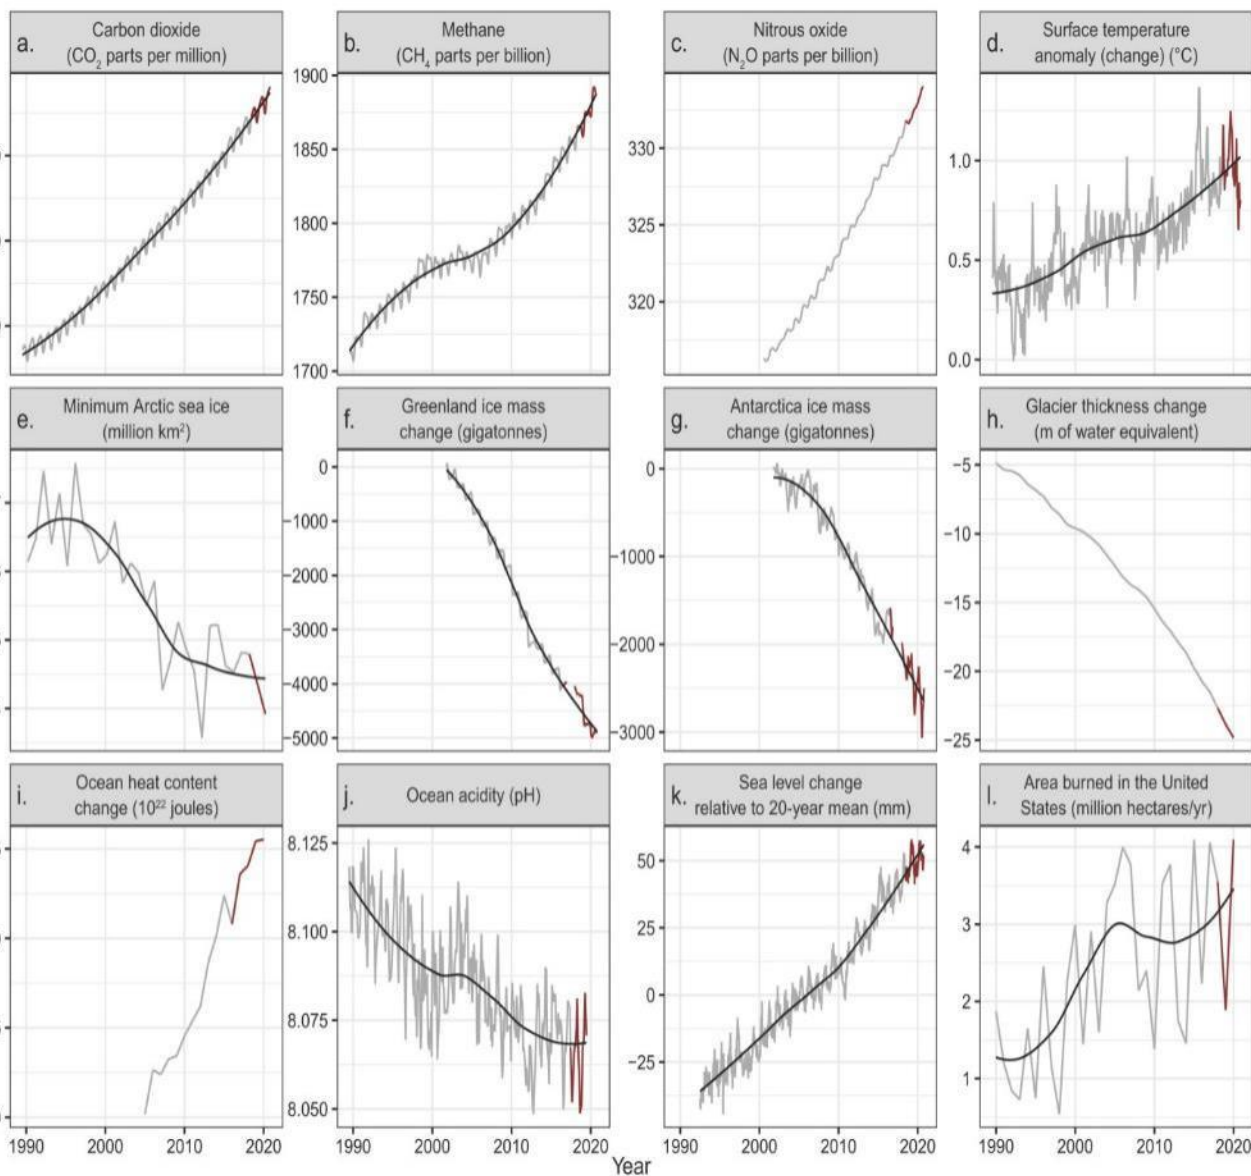 a. Carbon dioxide
(CO₂ parts per million)
b. Methane
(CH₄ parts per billion)
c. Nitrous oxide
(N₂O parts per billion)
d. Surface temperature
anomaly (change) (°C)
1900
1850
1800
1750
1700
330
325
320
1.0
0.5
0.0
e. Minimum Arctic sea ice
(million km²)
f. Greenland ice mass
change (gigatonnes)
g. Antarctica ice mass
change (gigatonnes)
h. Glacier thickness change
(m of water equivalent)
0
−1000
−2000
−3000
−4000
−5000
0
−1000
−2000
−3000
−5
−10
−15
−20
−25
i. Ocean heat content
change (10²² joules)
j. Ocean acidity (pH)
k. Sea level change
relative to 20-year mean (mm)
l. Area burned in the United
States (million hectares/yr)
8.125
8.100
8.075
8.050
50
25
0
−25
4
3
2
1
1990 2000 2010 2020 1990 2000 2010 2020 1990 2000 2010 2020 1990 2000 2010 2020
Year